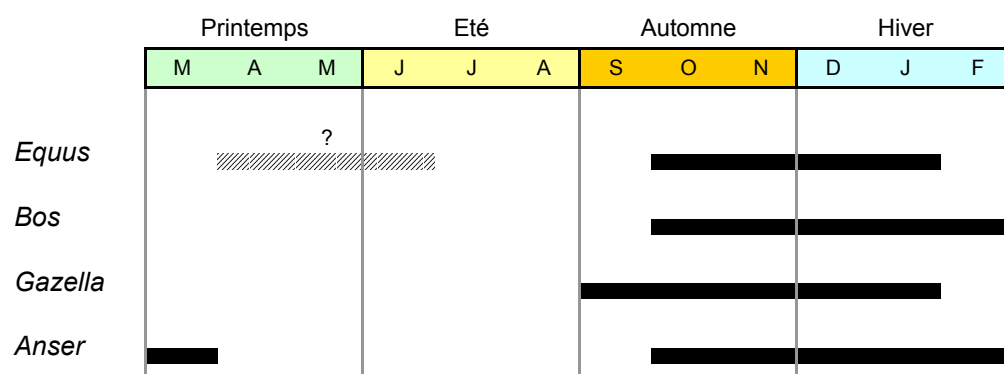 Printemps Eté Automne Hiver
M A M J J A S O N D J F
?
Equus
Bos
Gazella
Anser